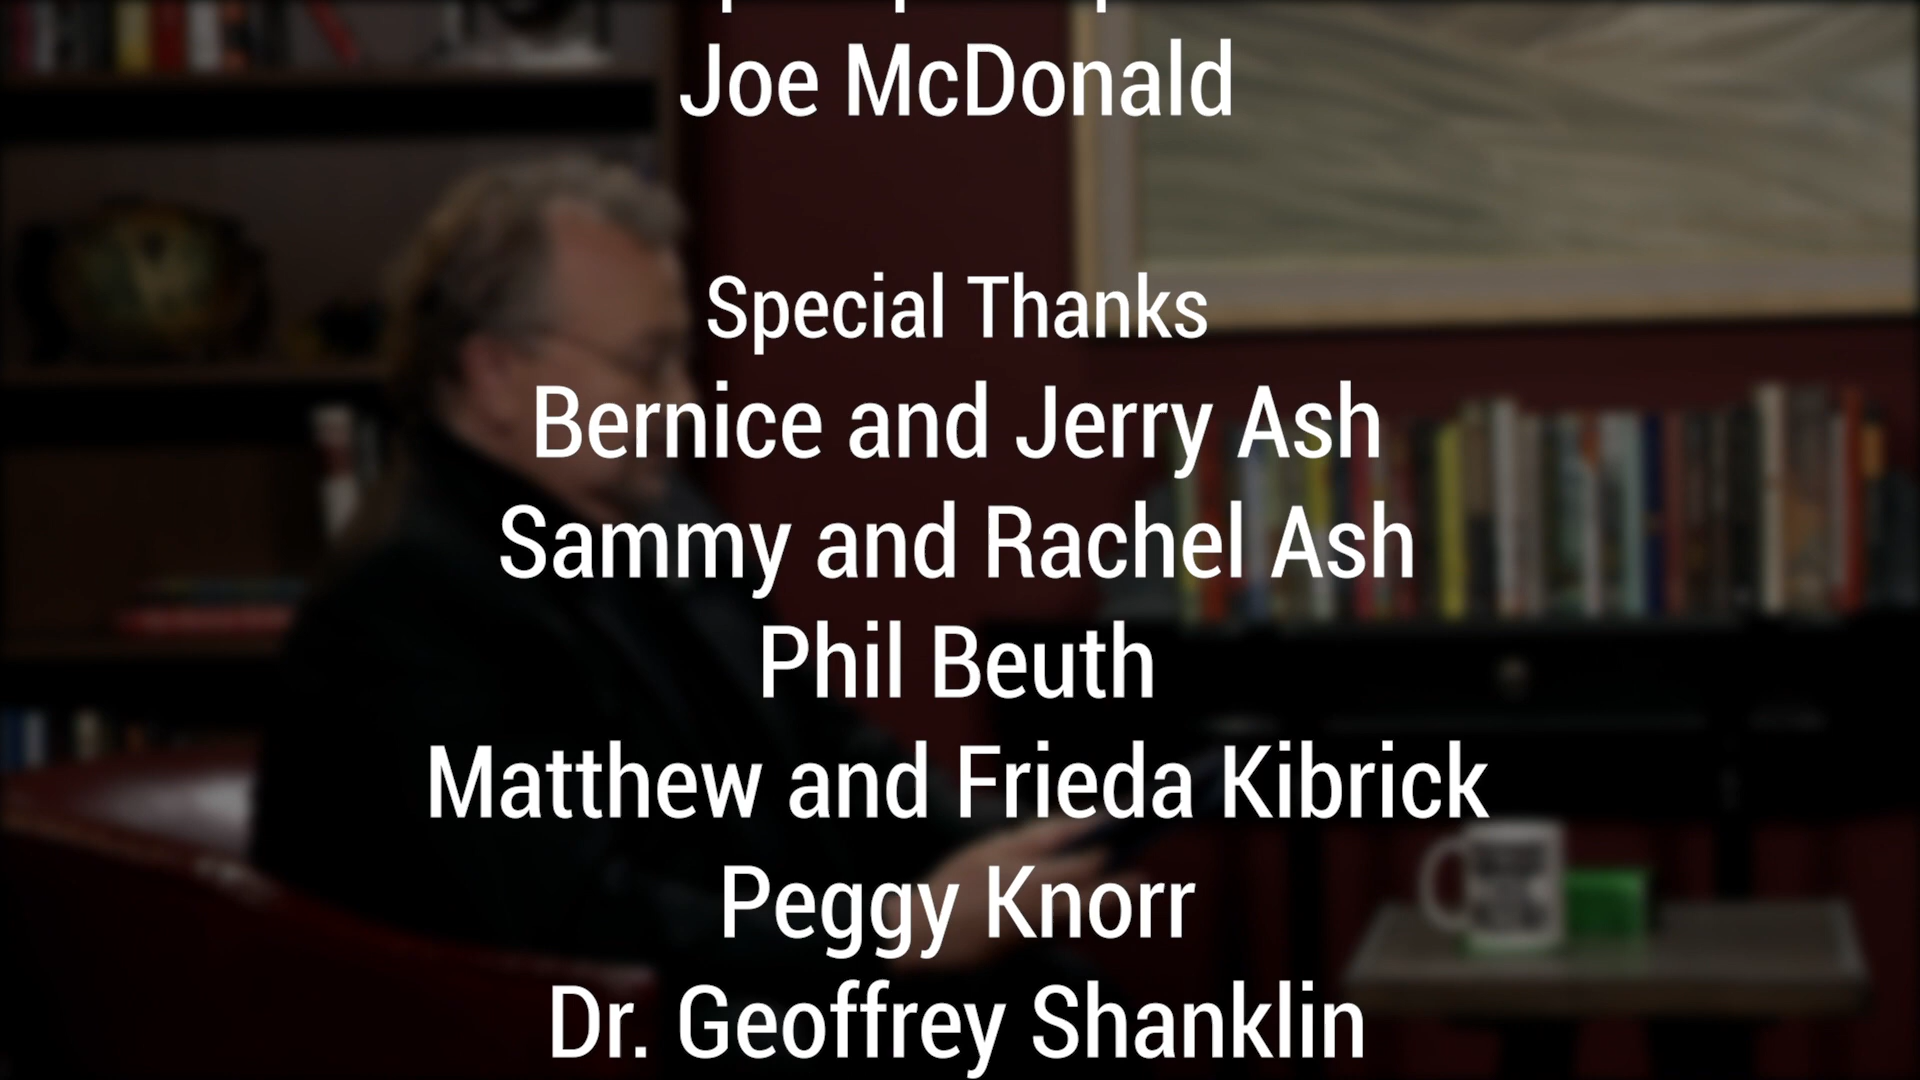 Joe McDonald
Special Thanks
Bernice and Jerry Ash
Sammy and Rachel Ash
Phil Beuth
Matthew and Frieda Kibrick
Peggy Knorr
Dr. Geoffrey Shanklin